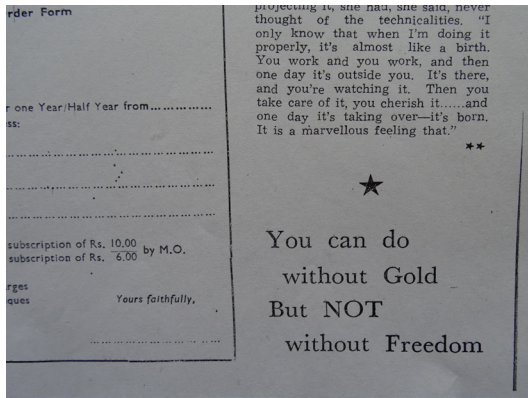 rder Form
r one Year/Half Year from...............
ss:
subscription of Rs. 10.00
subscription of Rs. 6.00
by M.O.
rges
ques
Yours faithfully,
projecting it, she had, she said, never
thought of the technicalities. "I
only know that when I'm doing it
properly, it's almost like a birth.
You work and you work, and then
one day it's outside you. It's there,
and you're watching it. Then you
take care of it, you cherish it......and
one day it's taking over—it's born.
It is a marvellous feeling that."
You can do
without Gold
But NOT
without Freedom